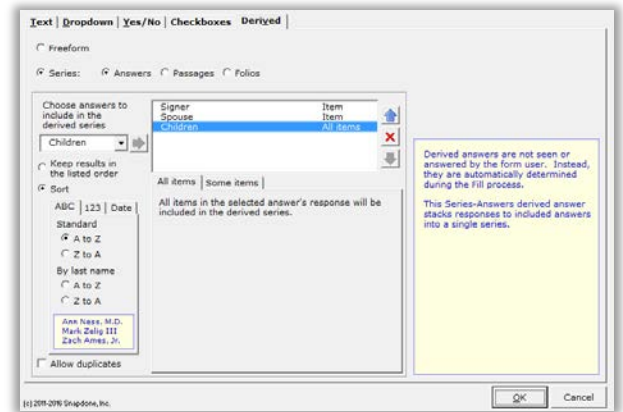 Text | Dropdown | Yes/No | Checkboxes Derived |
Freeform
Series: Answers Passages Folios
Choose answers to
include in the
derived series
Children
Keep results in
the listed order
Sort
ABC | 123 | Date |
Standard
A to Z
Z to A
By last name
A to Z
Z to A
Ann Ness, M.D.
Mark Zelig III
Zach Ames, Jr.
Allow duplicates
Signer Item
Spouse Item
Children All items
All items | Some items |
All items in the selected answer's response will be
included in the derived series.
Derived answers are not seen or
answered by the form user. Instead,
they are automatically determined
during the Fill process.
This Series-Answers derived answer
stacks responses to included answers
into a single series.
(c) 2011-2016 Snapdone, Inc.
OK Cancel